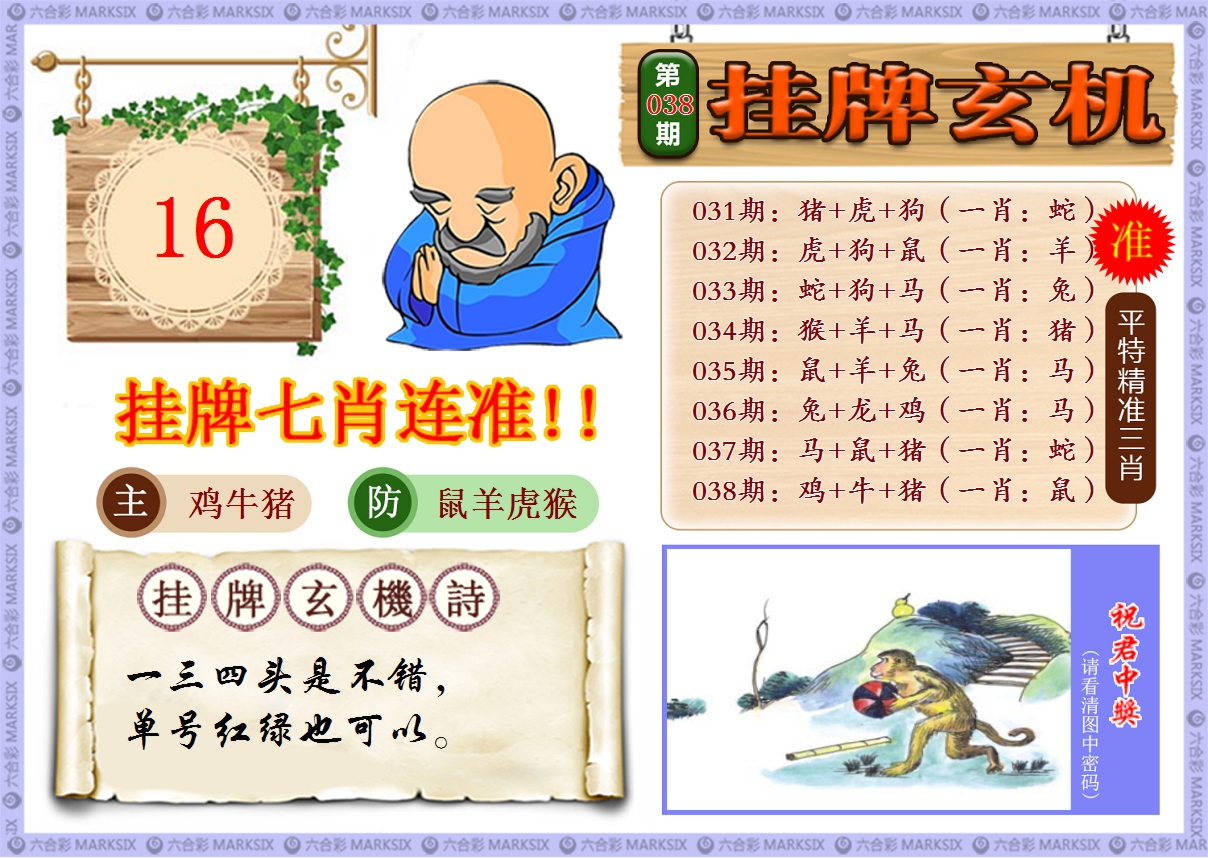 六合彩 MARKSIX
第
038
期
挂牌玄机
16
挂牌七肖连准!!
主 鸡牛猪
防 鼠羊虎猴
挂牌玄機詩
一三四头是不错，
单号红绿也可以。
031期：猪+虎+狗（一肖：蛇）
032期：虎+狗+鼠（一肖：羊）
033期：蛇+狗+马（一肖：兔）
034期：猴+羊+马（一肖：猪）
035期：鼠+羊+兔（一肖：马）
036期：兔+龙+鸡（一肖：马）
037期：马+鼠+猪（一肖：蛇）
038期：鸡+牛+猪（一肖：鼠）
准
平特精准三肖
祝君中奖
（请看清图中密码）